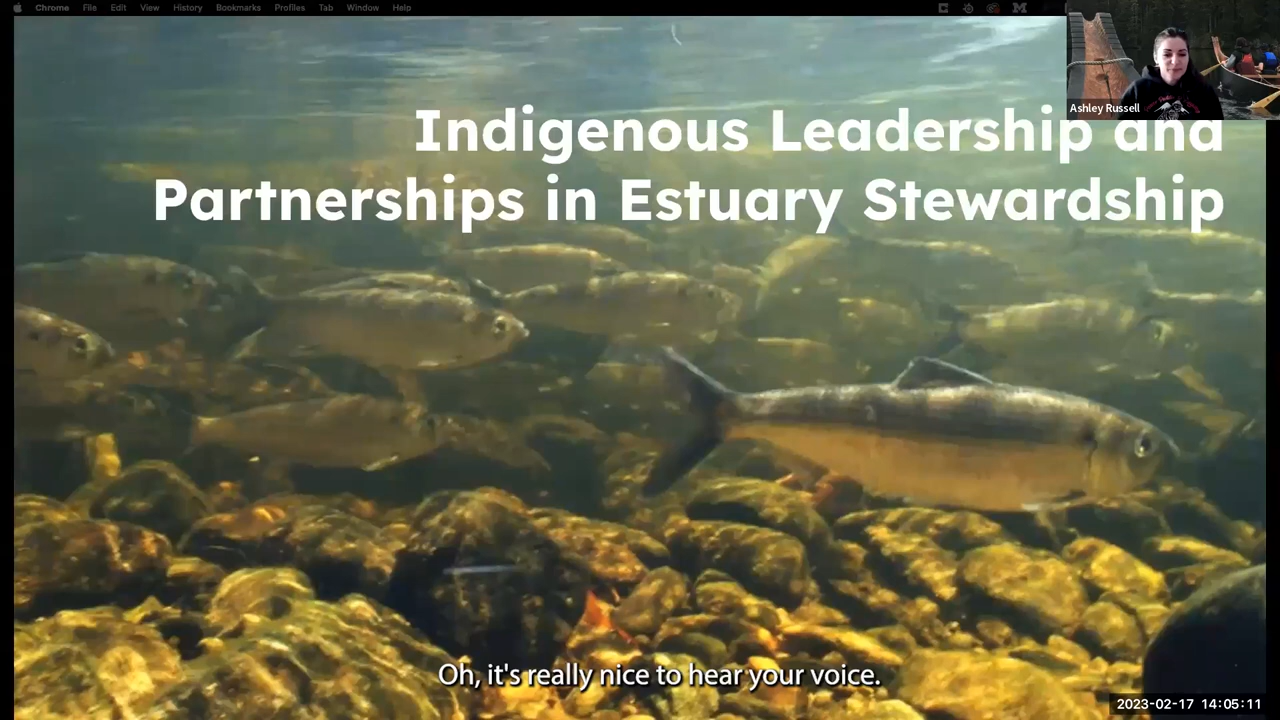 Chrome File Edit View History Bookmarks Profiles Tab Window Help
Ashley Russell
Indigenous Leadership and
Partnerships in Estuary Stewardship
Oh, it's really nice to hear your voice.
2023-02-17 14:05:11